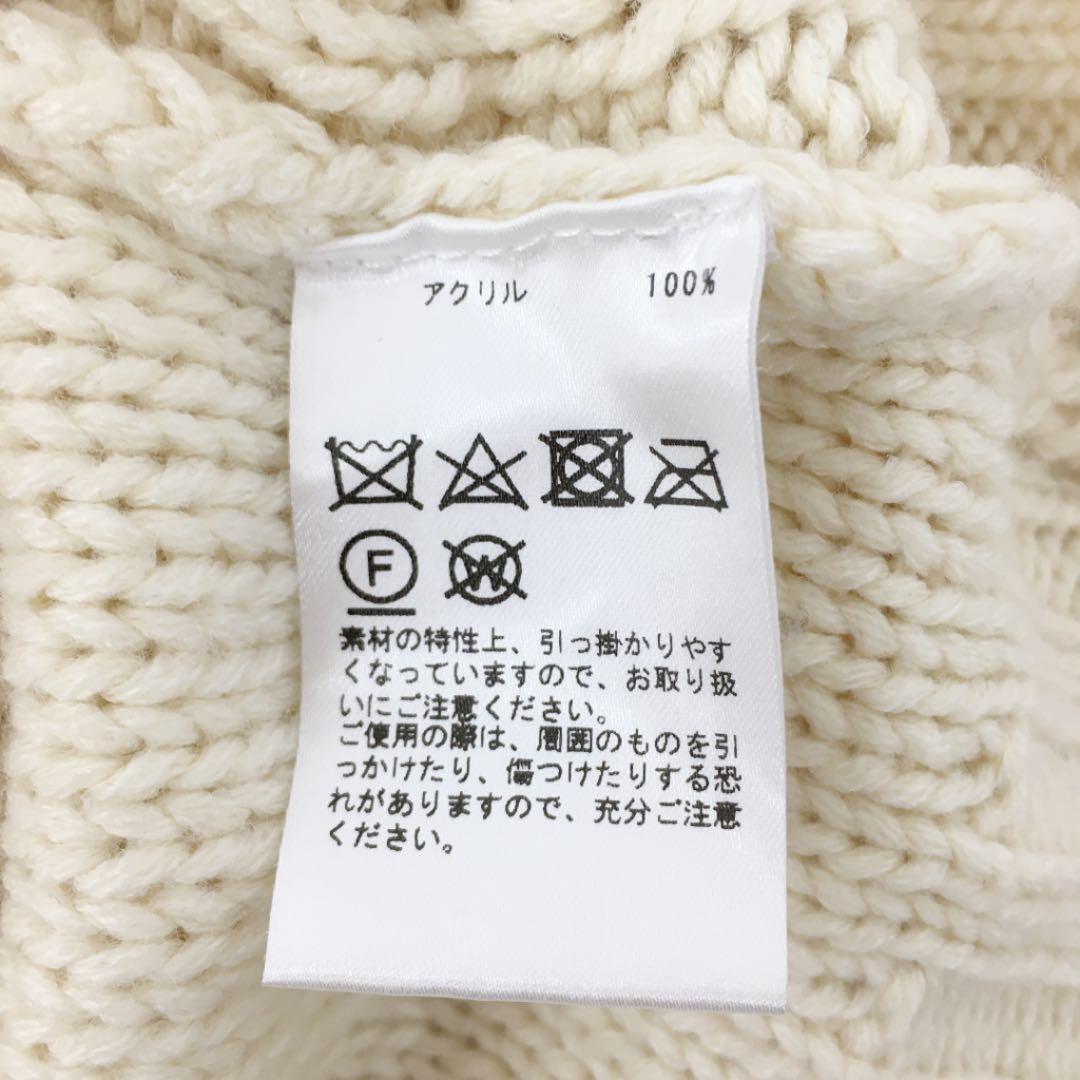 アクリル 100%
F W
素材の特性上、引っ掛かりやす
くなっていますので、お取り扱
いにご注意ください。
ご使用の際は、周囲のものを引
っかけたり、傷つけたりする恐
れがありますので、充分ご注意
ください。